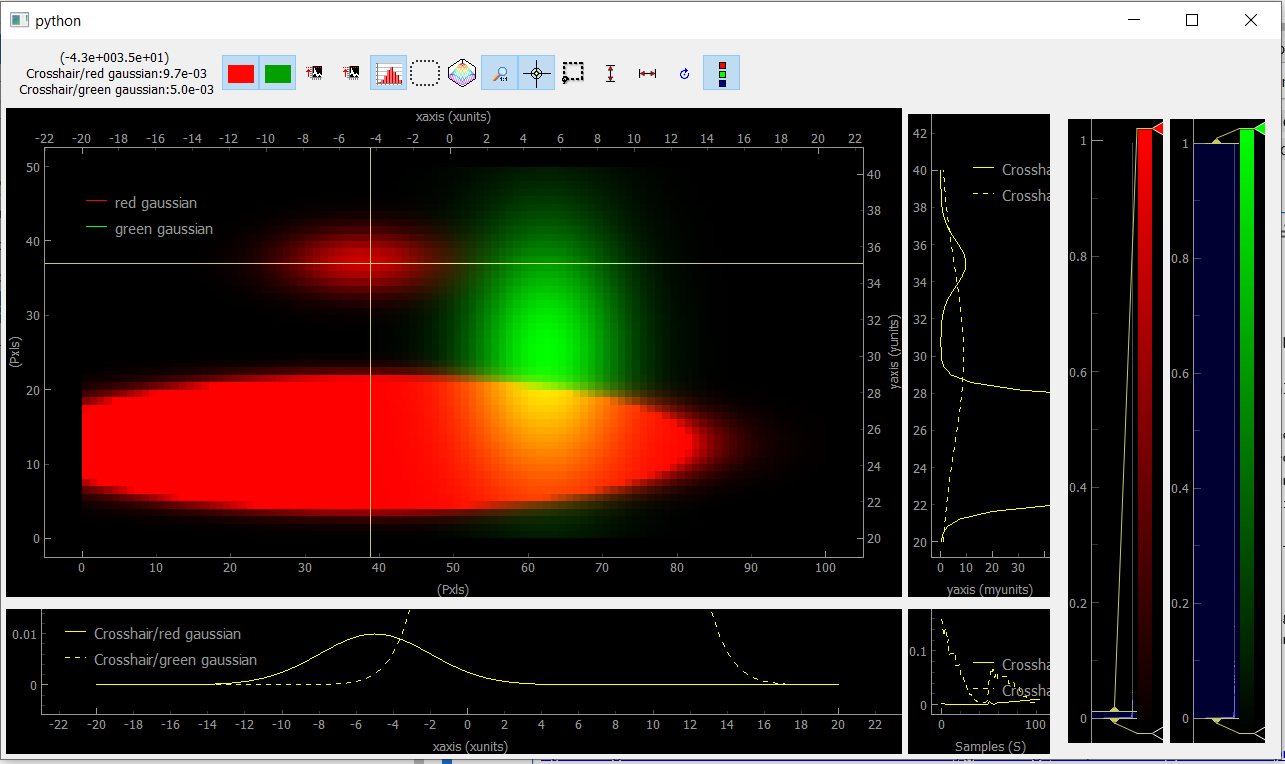 python
(-4.3e+003.5e+01)
Crosshair/red gaussian:9.7e-03
Crosshair/green gaussian:5.0e-03
1:1
xaxis (xunits)
-22 -20 -18 -16 -14 -12 -10 -8 -6 -4 -2 0 2 4 6 8 10 12 14 16 18 20 22
50
40
30
20
10
0
(Pxls)
red gaussian
green gaussian
40
38
36
34
32
30
28
26
24
22
20
yaxis (yunits)
0 10 20 30 40 50 60 70 80 90 100
(Pxls)
42
40
38
36
34
32
30
28
26
24
22
20
Crossha
Crossha
0 10 20 30
yaxis (myunits)
1
0.8
0.6
0.4
0.2
0
1
0.8
0.6
0.4
0.2
0
0.01
0
Crosshair/red gaussian
Crosshair/green gaussian
-22 -20 -18 -16 -14 -12 -10 -8 -6 -4 -2 0 2 4 6 8 10 12 14 16 18 20 22
xaxis (xunits)
0.1
0
Crossha
Crossha
0 100
Samples (S)